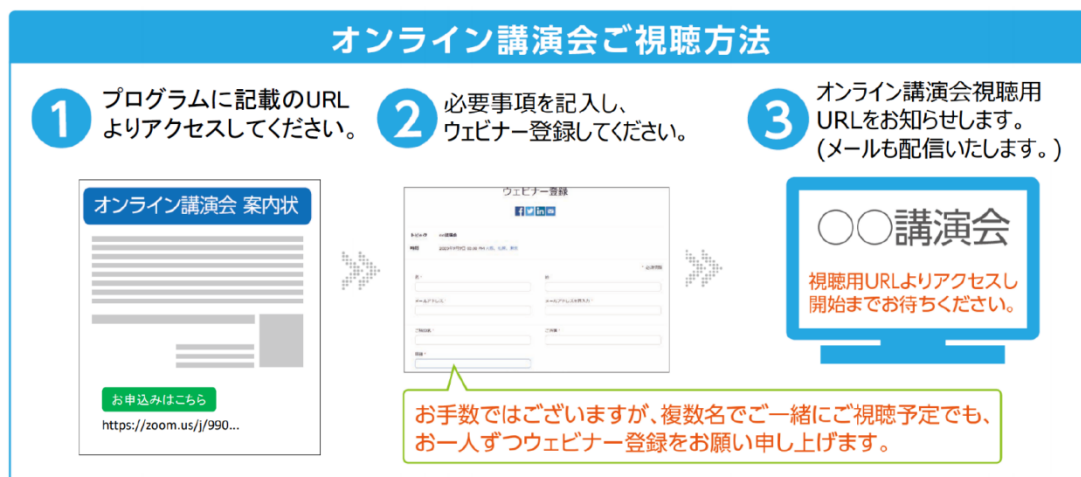 オンライン講演会ご視聴方法
1
プログラムに記載のURL
よりアクセスしてください。
2
必要事項を記入し、
ウェビナー登録してください。
3
オンライン講演会視聴用
URLをお知らせします。
(メールも配信いたします。)
オンライン講演会 案内状
お申込みはこちら
https://zoom.us/j/990...
ウェビナー登録
トピック
時間
お手数ではございますが、複数名でご一緒にご視聴予定でも、
お一人ずつウェビナー登録をお願い申し上げます。
〇〇講演会
視聴用URLよりアクセスし
開始までお待ちください。